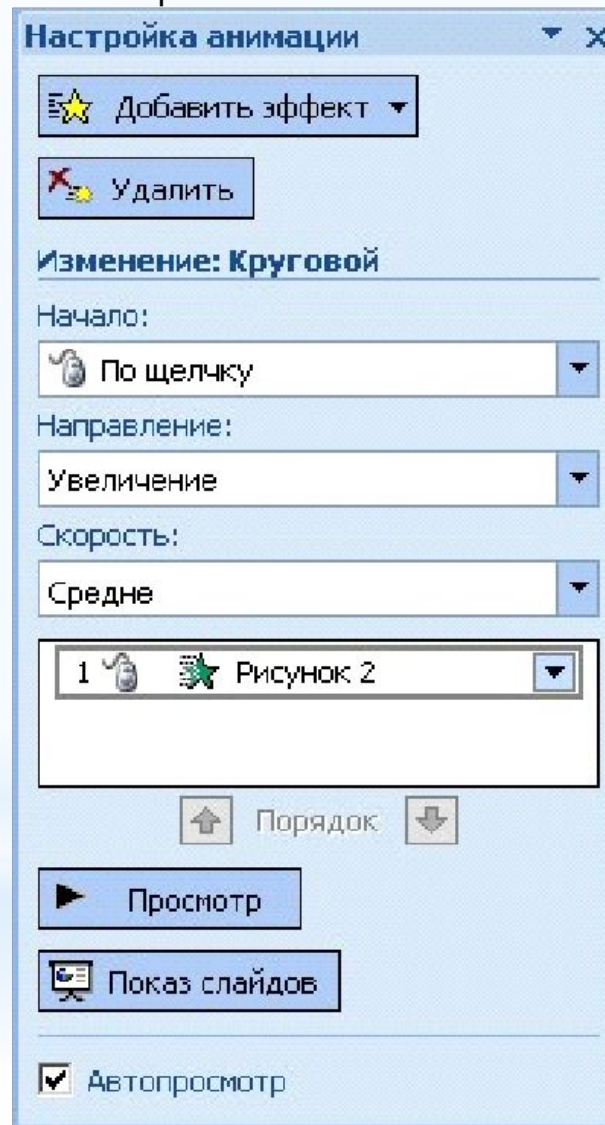 Настройка анимации
Добавить эффект
Удалить
Изменение: Круговой
Начало:
По щелчку
Направление:
Увеличение
Скорость:
Средне
1 Рисунок 2
Порядок
Просмотр
Показ слайдов
Автопросмотр